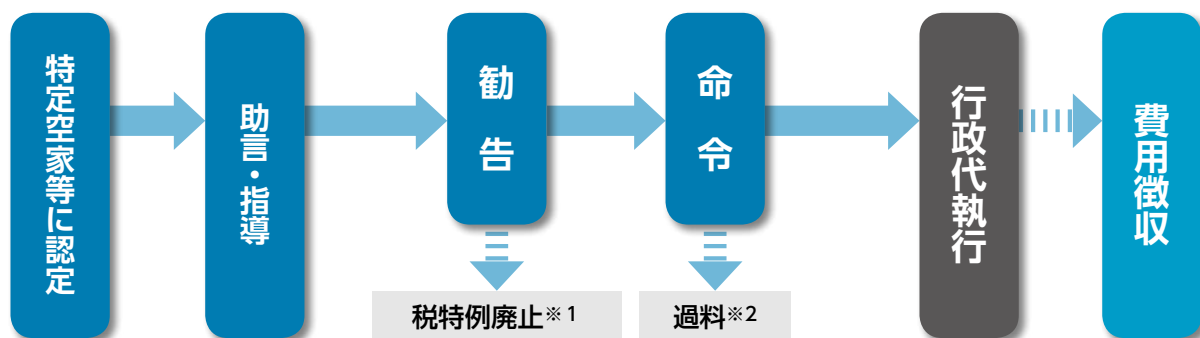 特定空家等に認定
助言・指導
勧告
命令
行政代執行
費用徴収
税特例廃止※1
過料※2